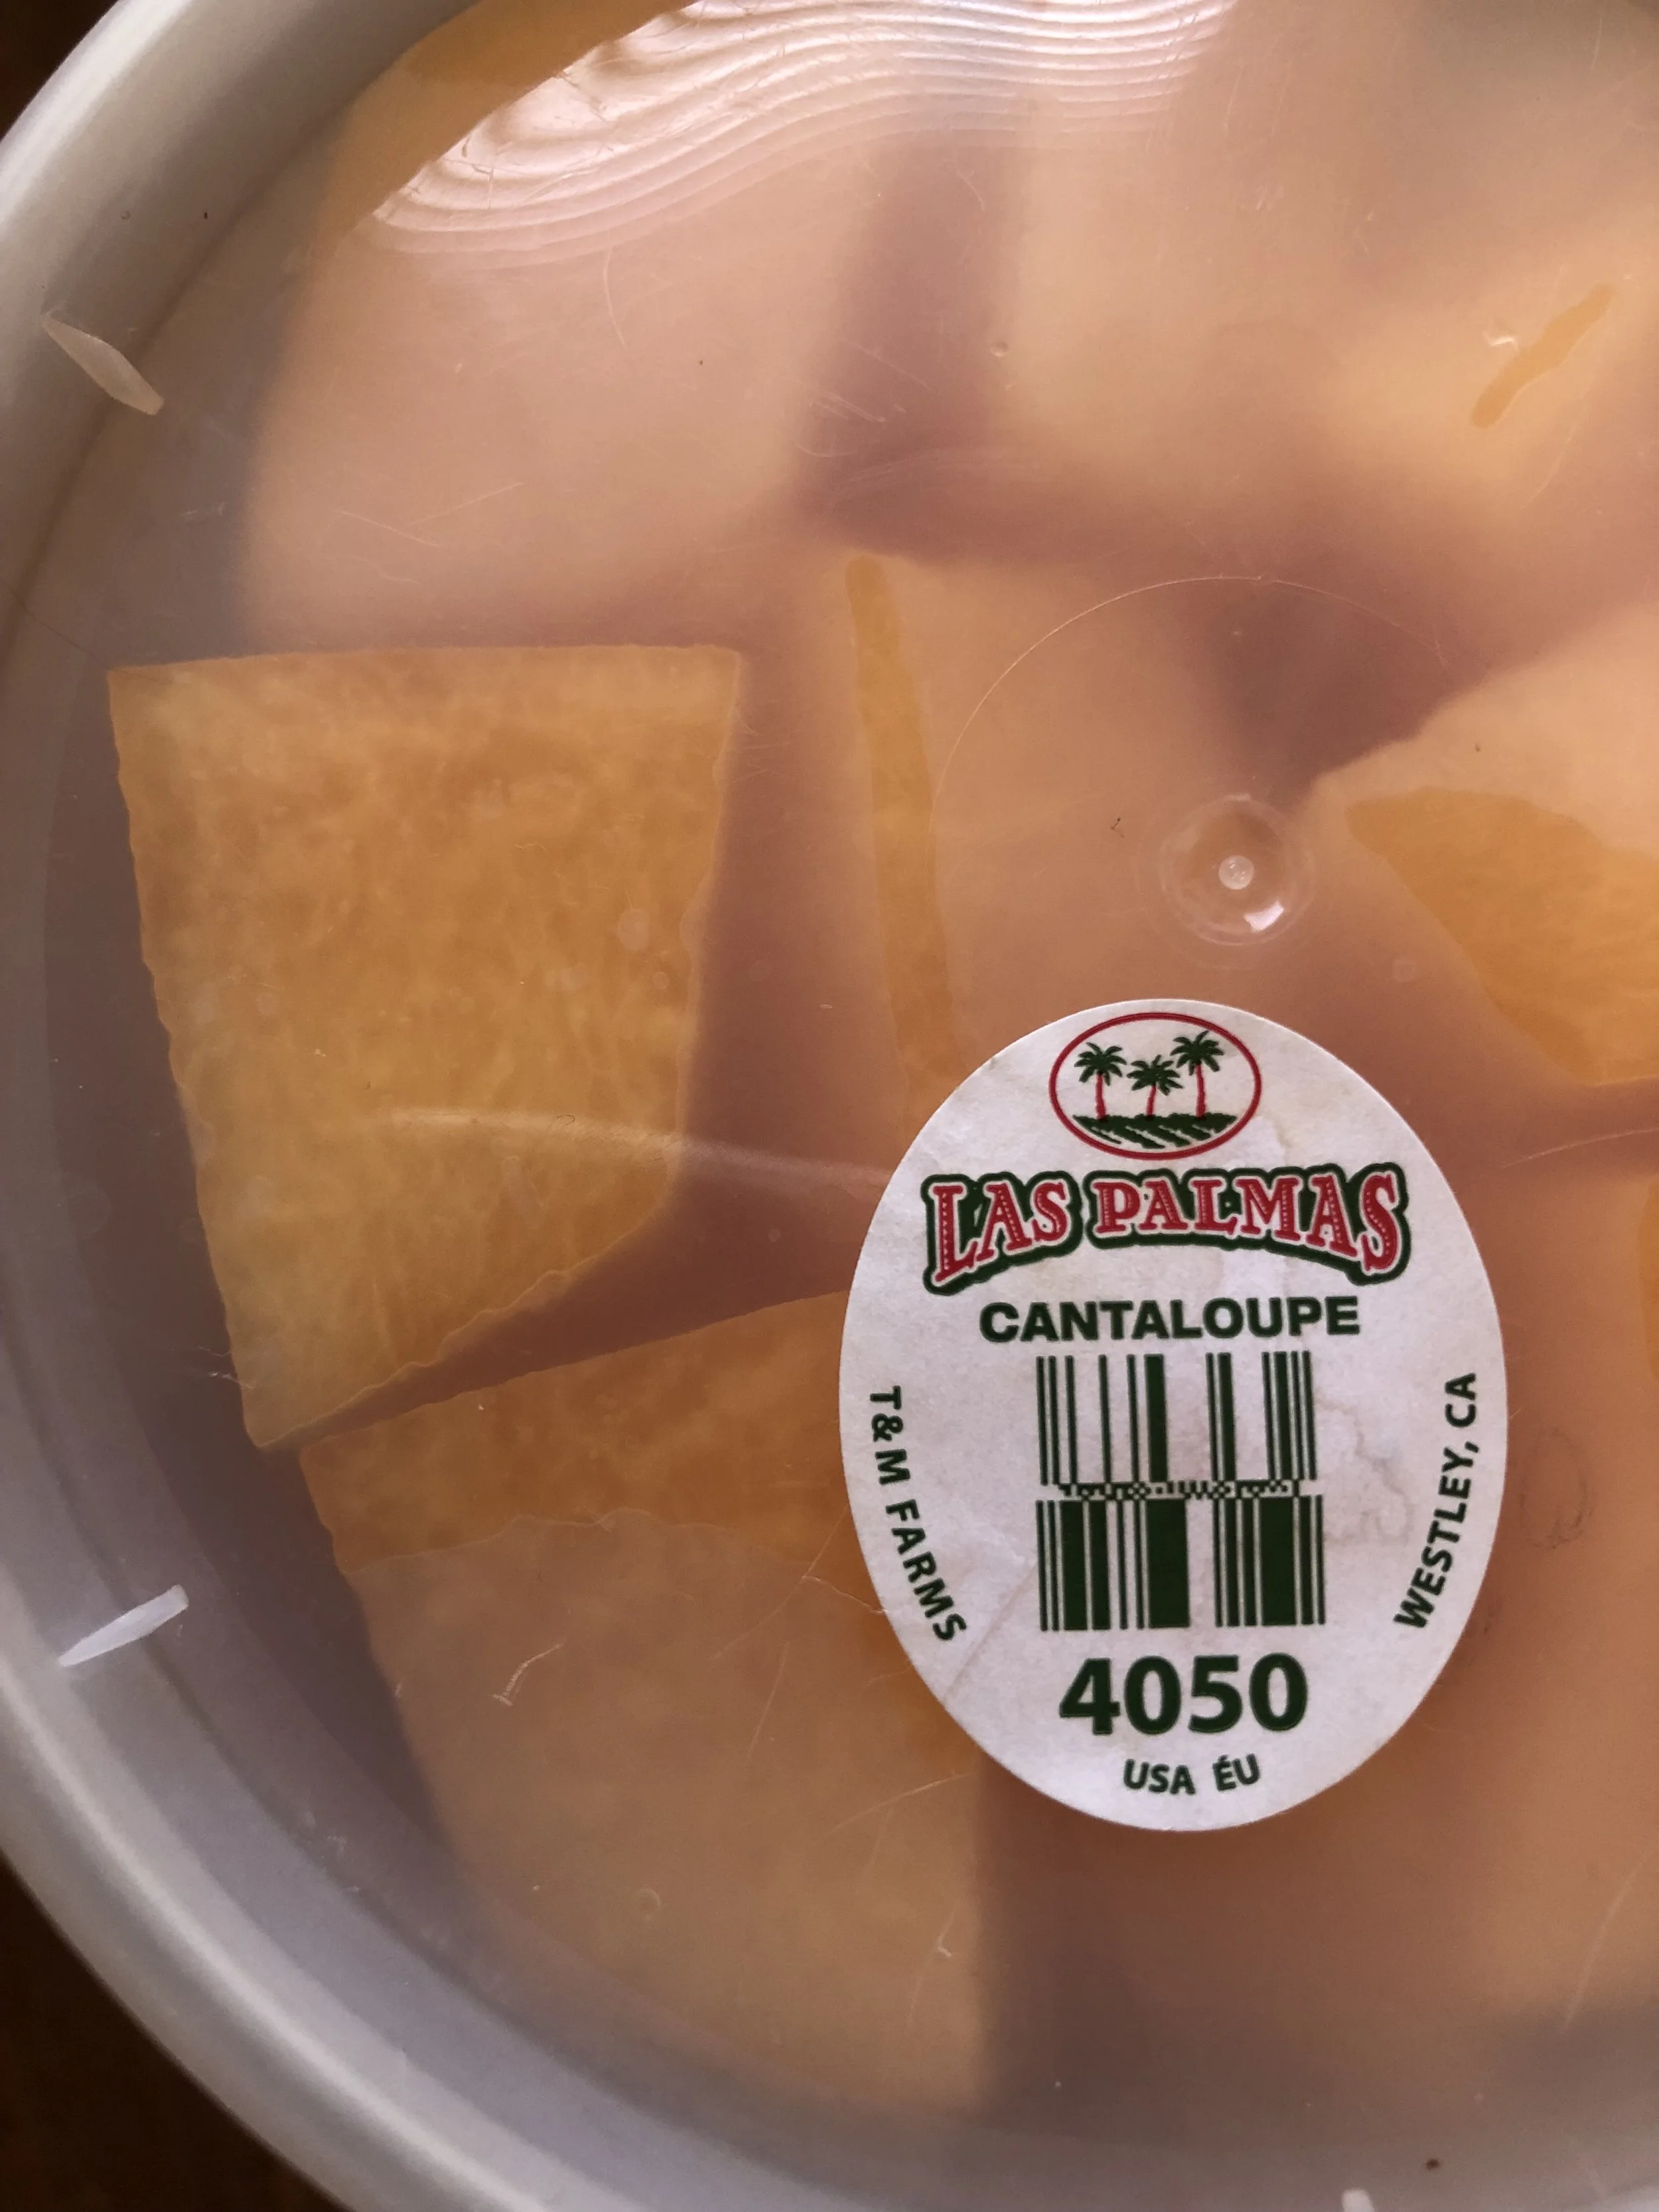 LAS PALMAS
CANTALOUPE
T&M FARMS
WESTLEY, CA
4050
USA ÉU